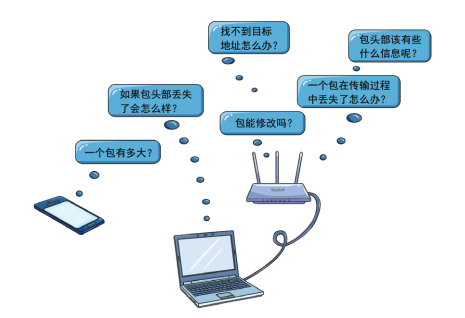 找不到目标
地址怎么办？
包头部该有些
什么信息呢？
如果包头部丢失
了会怎么样？
一个包在传输过程
中丢失了怎么办？
包能修改吗？
一个包有多大？